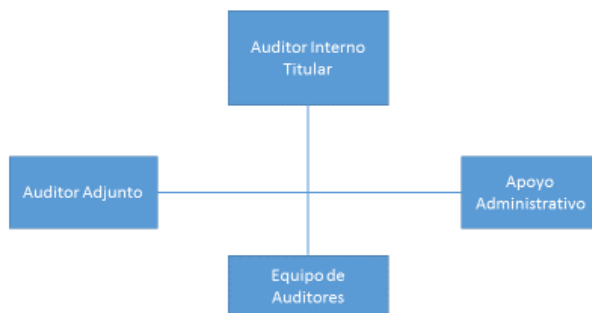 Auditor Interno
Titular
Auditor Adjunto
Apoyo
Administrativo
Equipo de
Auditores